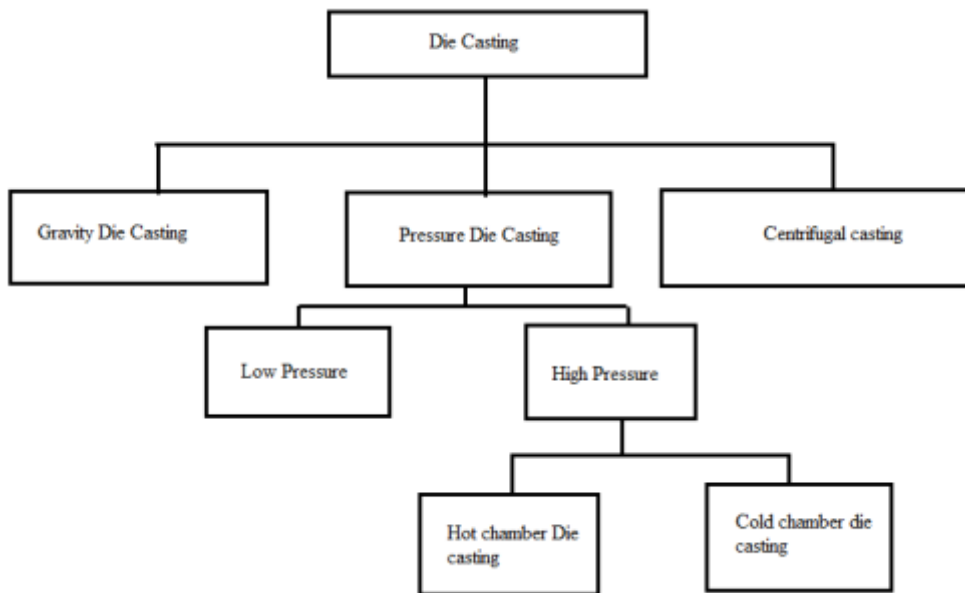 Die Casting
Gravity Die Casting
Pressure Die Casting
Centrifugal casting
Low Pressure
High Pressure
Hot chamber Die
casting
Cold chamber die
casting